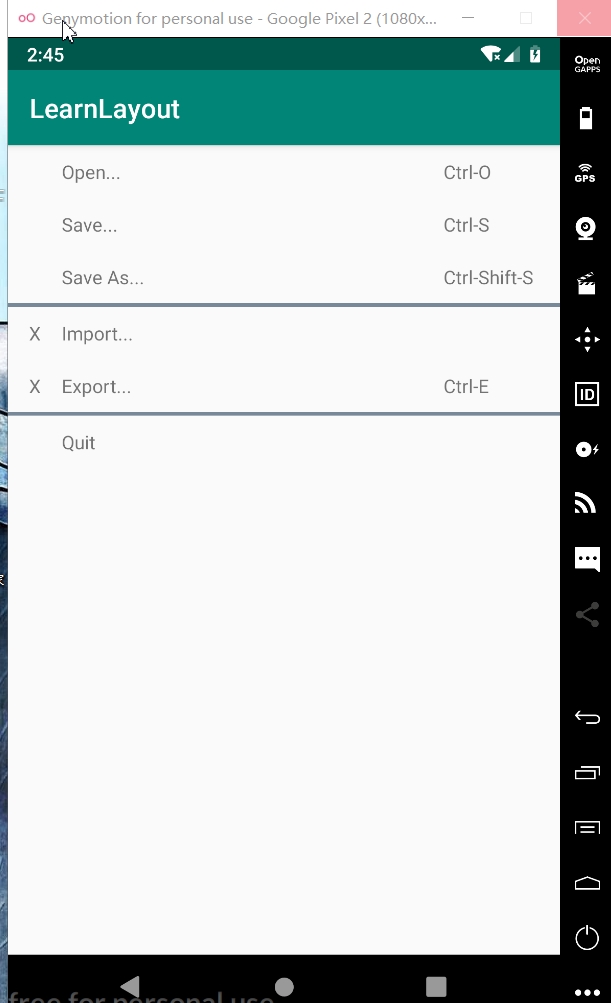 Genymotion for personal use - Google Pixel 2 (1080x...
2:45
Open
GAPPS
LearnLayout
Open... Ctrl-O
Save... Ctrl-S
GPS
Save As... Ctrl-Shift-S
X Import...
X Export... Ctrl-E
ID
Quit
free for personal use